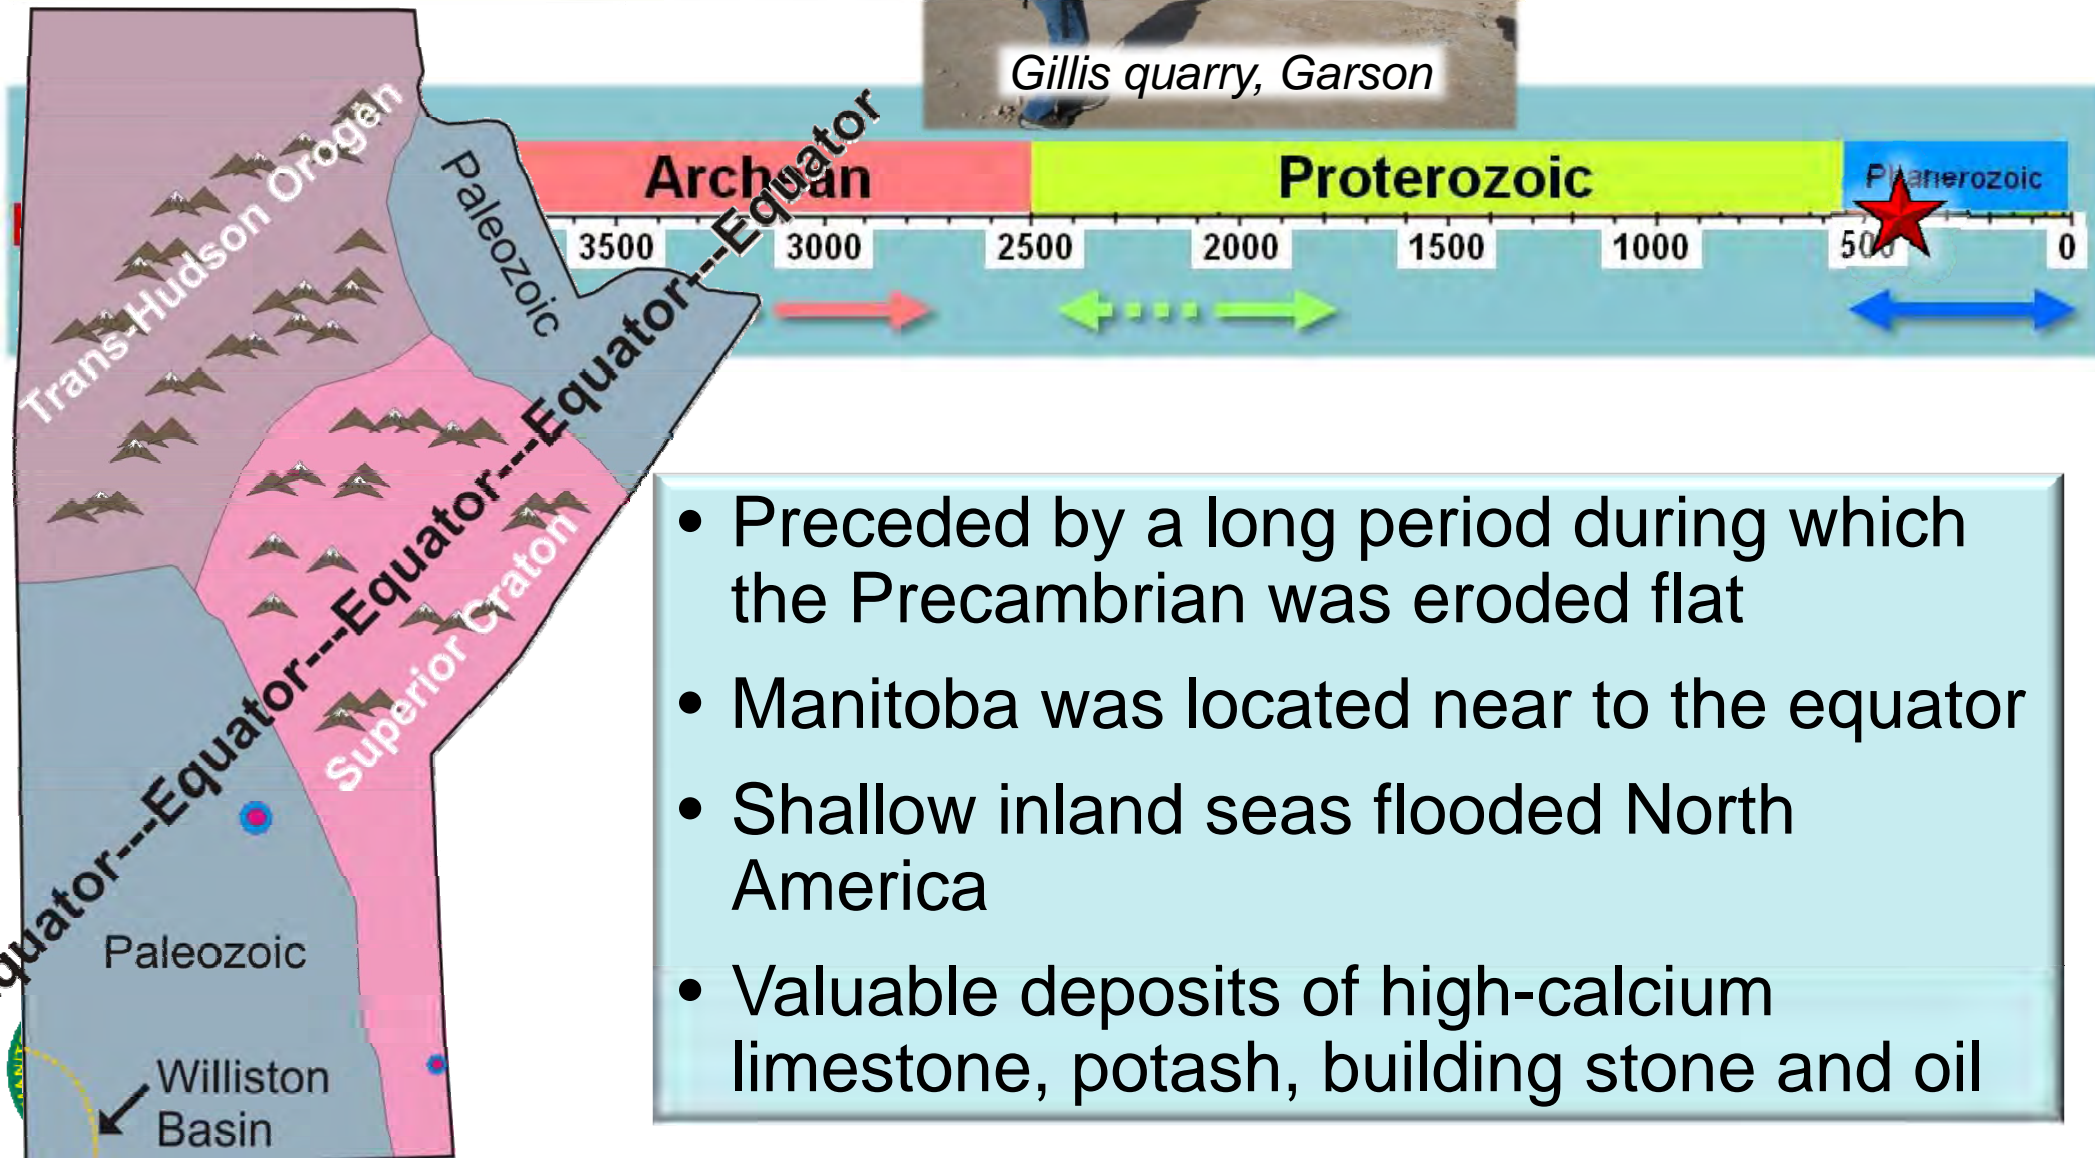 Gillis quarry, Garson
Archean
Proterozoic
Phanerozoic
3500
3000
2500
2000
1500
1000
500
0
Trans-Hudson Orogen
Paleozoic
Equator---Equator---Equator---Equator---Equator---Equator
Superior Craton
Paleozoic
Williston
Basin
• Preceded by a long period during which
the Precambrian was eroded flat
• Manitoba was located near to the equator
• Shallow inland seas flooded North
America
• Valuable deposits of high-calcium
limestone, potash, building stone and oil